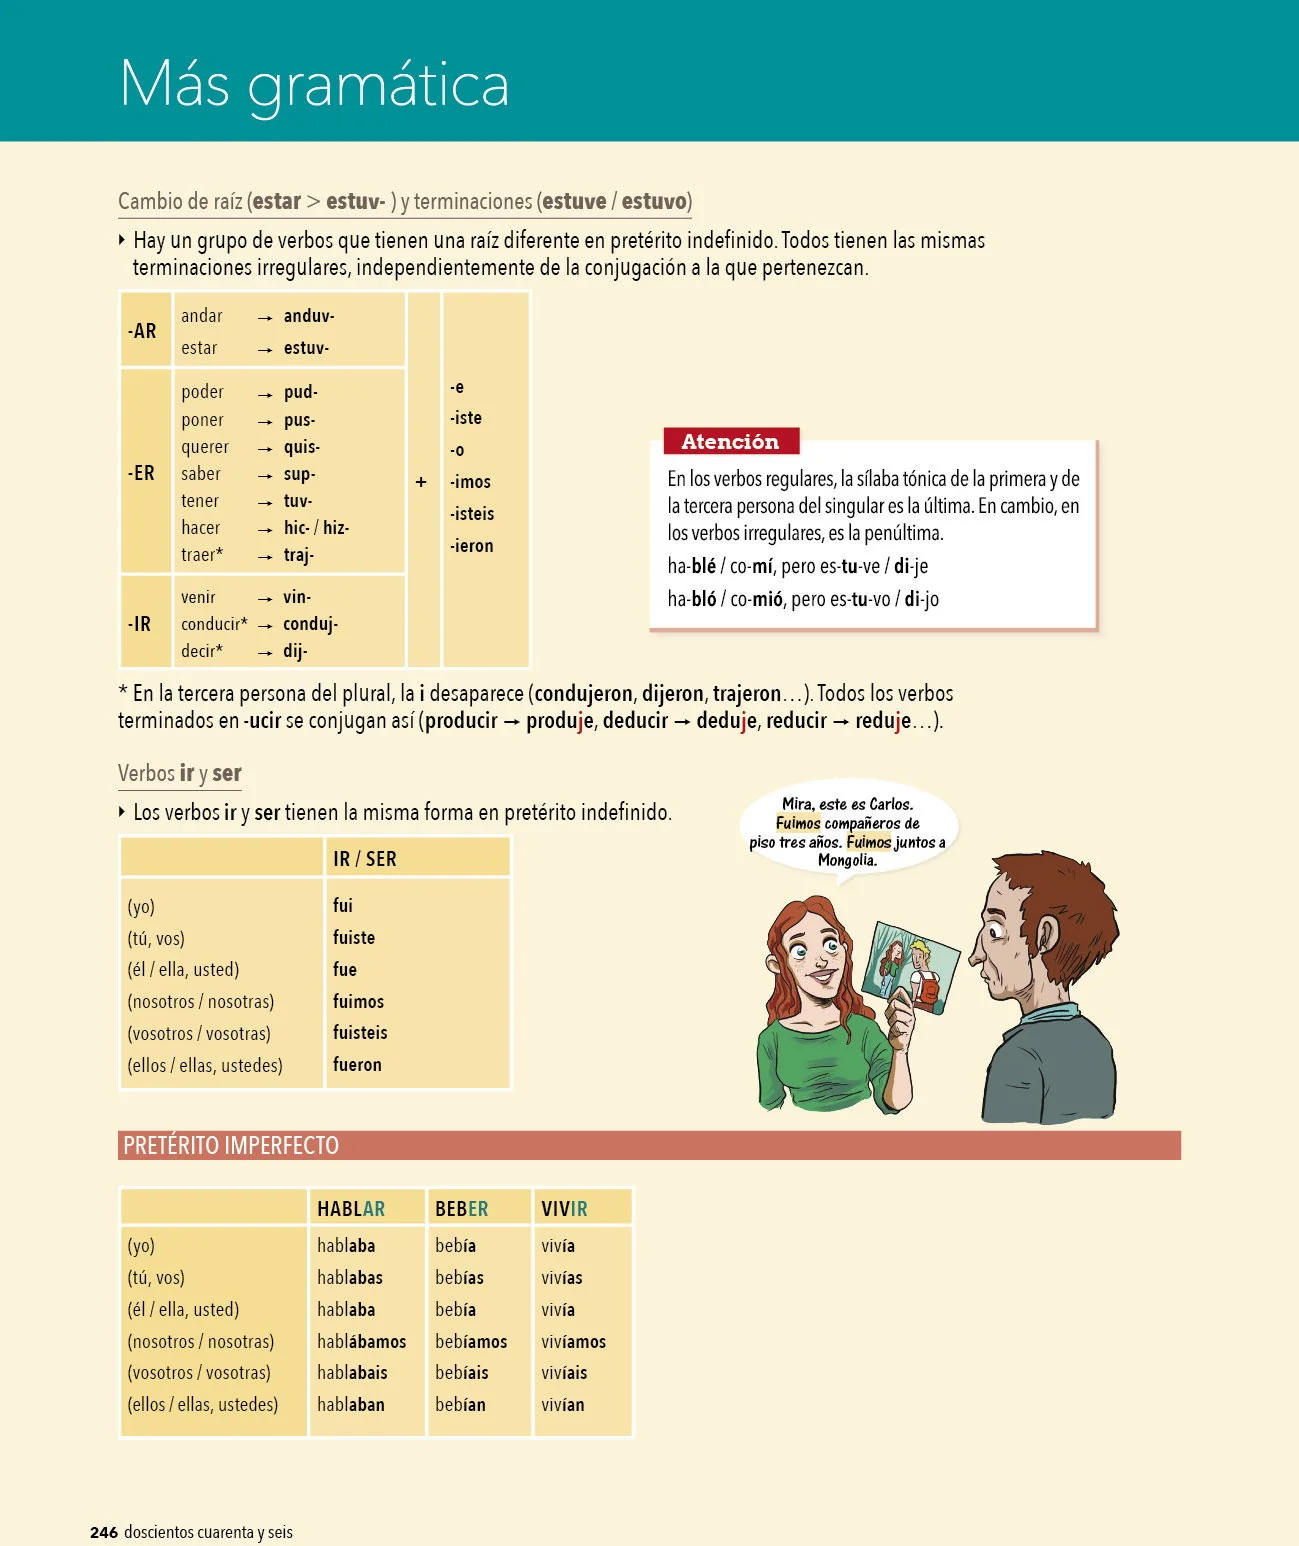 Más gramática
Cambio de raíz (estar > estuv- ) y terminaciones (estuve / estuvo)
‣ Hay un grupo de verbos que tienen una raíz diferente en pretérito indefinido. Todos tienen las mismas
terminaciones irregulares, independientemente de la conjugación a la que pertenezcan.
-AR
andar → anduv-
estar → estuv-
-ER
poder → pud-
poner → pus-
querer → quis-
saber → sup-
tener → tuv-
hacer → hic- / hiz-
traer* → traj-
-IR
venir → vin-
conducir* → conduj-
decir* → dij-
+
-e
-iste
-o
-imos
-isteis
-ieron
Atención
En los verbos regulares, la sílaba tónica de la primera y de
la tercera persona del singular es la última. En cambio, en
los verbos irregulares, es la penúltima.
ha-blé / co-mí, pero es-tu-ve / di-je
ha-bló / co-mió, pero es-tu-vo / di-jo
* En la tercera persona del plural, la i desaparece (condujeron, dijeron, trajeron…). Todos los verbos
terminados en -ucir se conjugan así (producir → produje, deducir → deduje, reducir → reduje…).
Verbos ir y ser
‣ Los verbos ir y ser tienen la misma forma en pretérito indefinido.
IR / SER
(yo) fui
(tú, vos) fuiste
(él / ella, usted) fue
(nosotros / nosotras) fuimos
(vosotros / vosotras) fuisteis
(ellos / ellas, ustedes) fueron
Mira, este es Carlos.
Fuimos compañeros de
piso tres años. Fuimos juntos a
Mongolia.
PRETÉRITO IMPERFECTO
HABLAR BEBER VIVIR
(yo) hablaba bebía vivía
(tú, vos) hablabas bebías vivías
(él / ella, usted) hablaba bebía vivía
(nosotros / nosotras) hablábamos bebíamos vivíamos
(vosotros / vosotras) hablabais bebíais vivíais
(ellos / ellas, ustedes) hablaban bebían vivían
246 doscientos cuarenta y seis